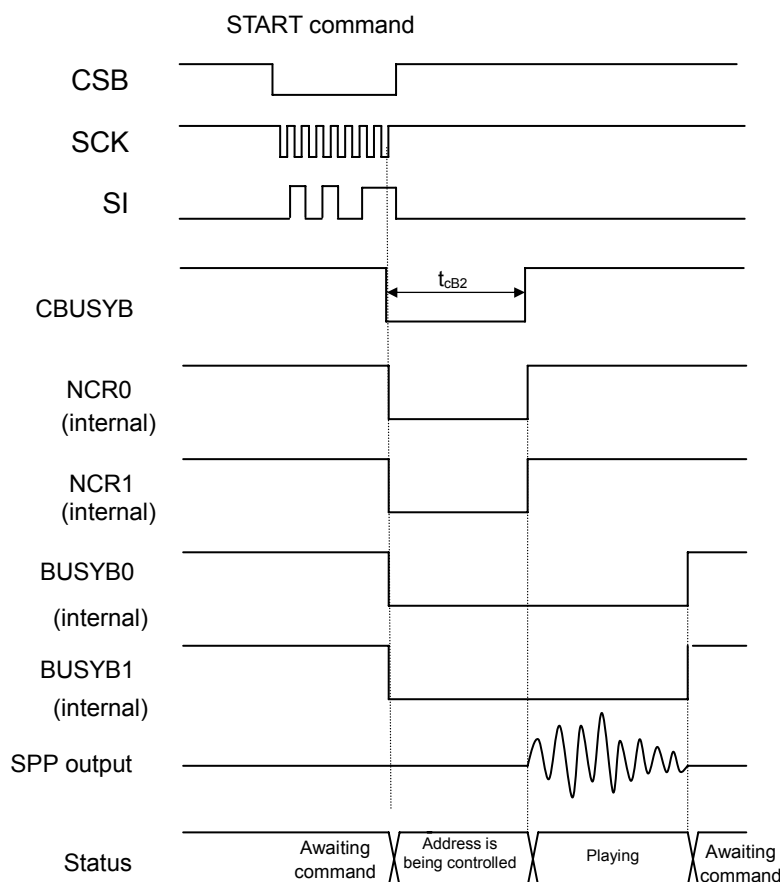 START command
CSB
SCK
SI
CBUSYB
tcB2
NCR0
(internal)
NCR1
(internal)
BUSYB0
(internal)
BUSYB1
(internal)
SPP output
Status
Awaiting
command
Address is
being controlled
Playing
Awaiting
command